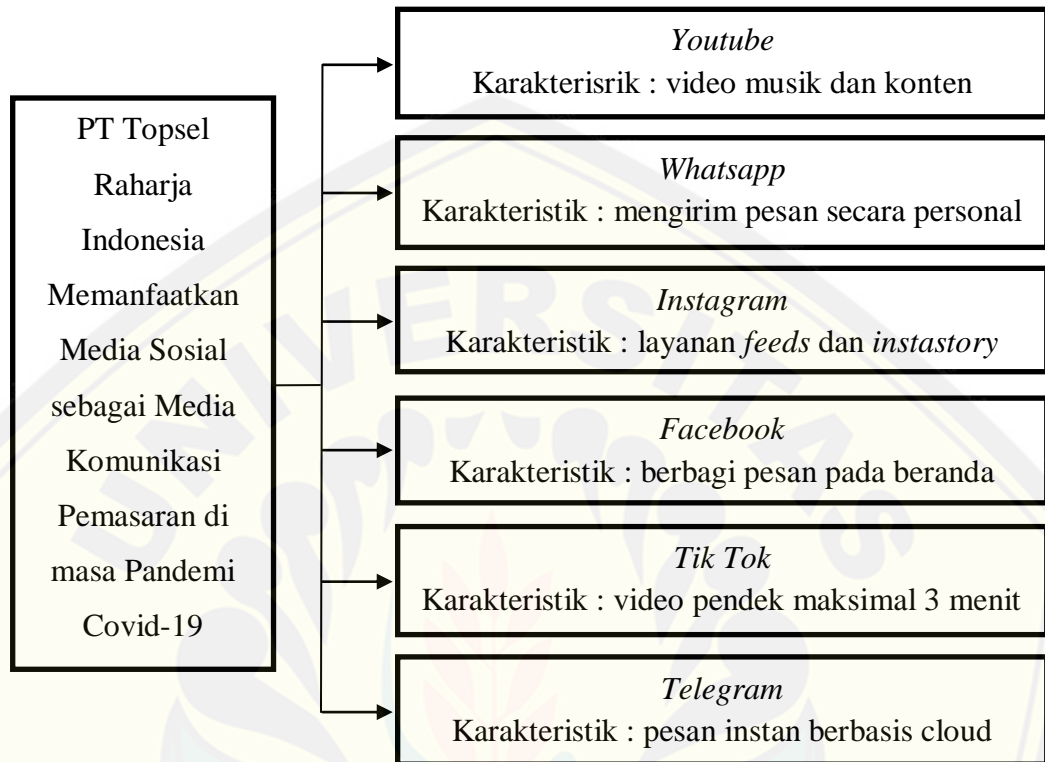 PT Topsel
Raharja
Indonesia
Memanfaatkan
Media Sosial
sebagai Media
Komunikasi
Pemasaran di
masa Pandemi
Covid-19
Youtube
Karakterisrik : video musik dan konten
Whatsapp
Karakteristik : mengirim pesan secara personal
Instagram
Karakteristik : layanan feeds dan instastory
Facebook
Karakteristik : berbagi pesan pada beranda
Tik Tok
Karakteristik : video pendek maksimal 3 menit
Telegram
Karakteristik : pesan instan berbasis cloud
UNIVERSITAS